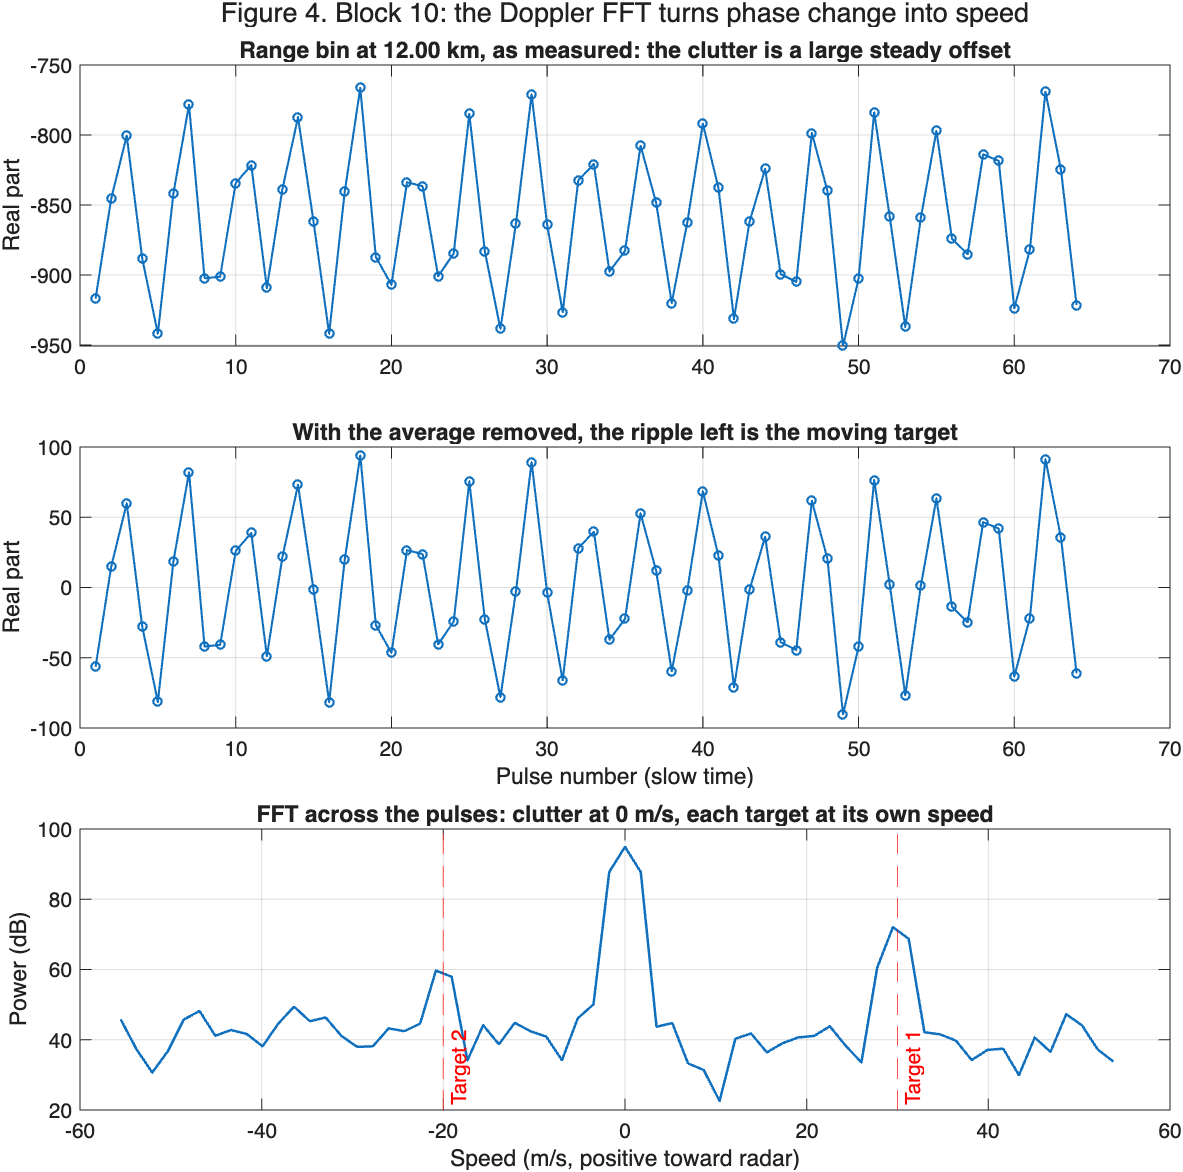 Figure 4. Block 10: the Doppler FFT turns phase change into speed
Range bin at 12.00 km, as measured: the clutter is a large steady offset
-750
-800
-850
-900
-950
Real part
0 10 20 30 40 50 60 70
With the average removed, the ripple left is the moving target
100
50
0
-50
-100
Real part
0 10 20 30 40 50 60 70
Pulse number (slow time)
FFT across the pulses: clutter at 0 m/s, each target at its own speed
100
80
60
40
20
Power (dB)
Target 2
Target 1
-60 -40 -20 0 20 40 60
Speed (m/s, positive toward radar)